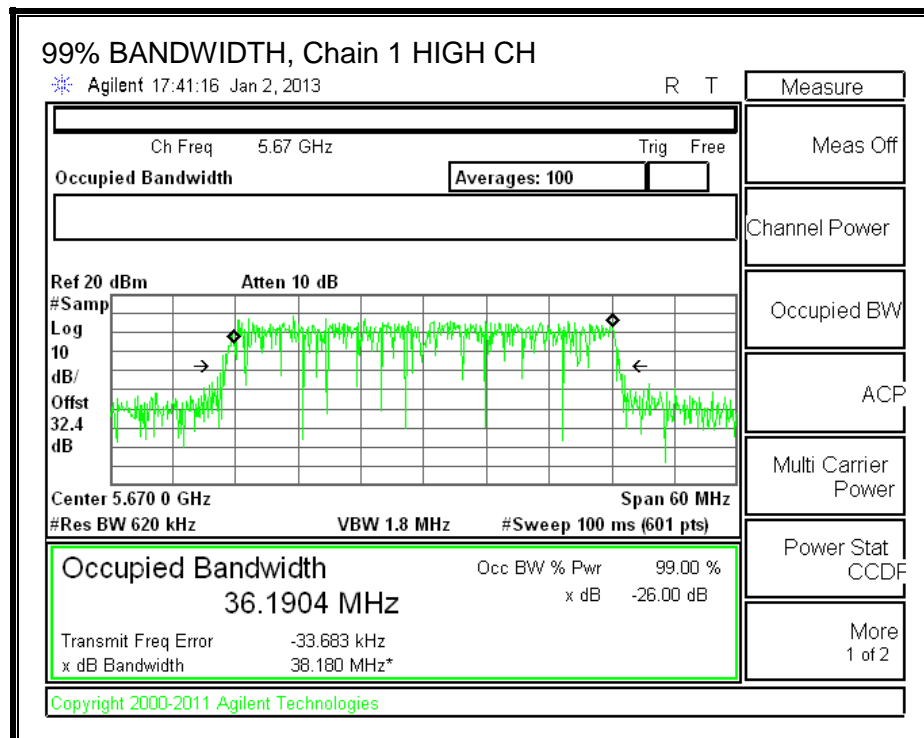 99% BANDWIDTH, Chain 1 HIGH CH
Agilent 17:41:16 Jan 2, 2013 R T
Measure
Ch Freq 5.67 GHz Trig Free
Meas Off
Occupied Bandwidth Averages: 100
Channel Power
Ref 20 dBm Atten 10 dB
#Samp
Log
10
dB/
Offst
32.4
dB
Occupied BW
ACP
Center 5.670 0 GHz Span 60 MHz
#Res BW 620 kHz VBW 1.8 MHz #Sweep 100 ms (601 pts)
Multi Carrier
Power
Occupied Bandwidth
36.1904 MHz
Occ BW % Pwr 99.00 %
x dB -26.00 dB
Transmit Freq Error -33.683 kHz
x dB Bandwidth 38.180 MHz*
Power Stat
CCDF
More
1 of 2
Copyright 2000-2011 Agilent Technologies